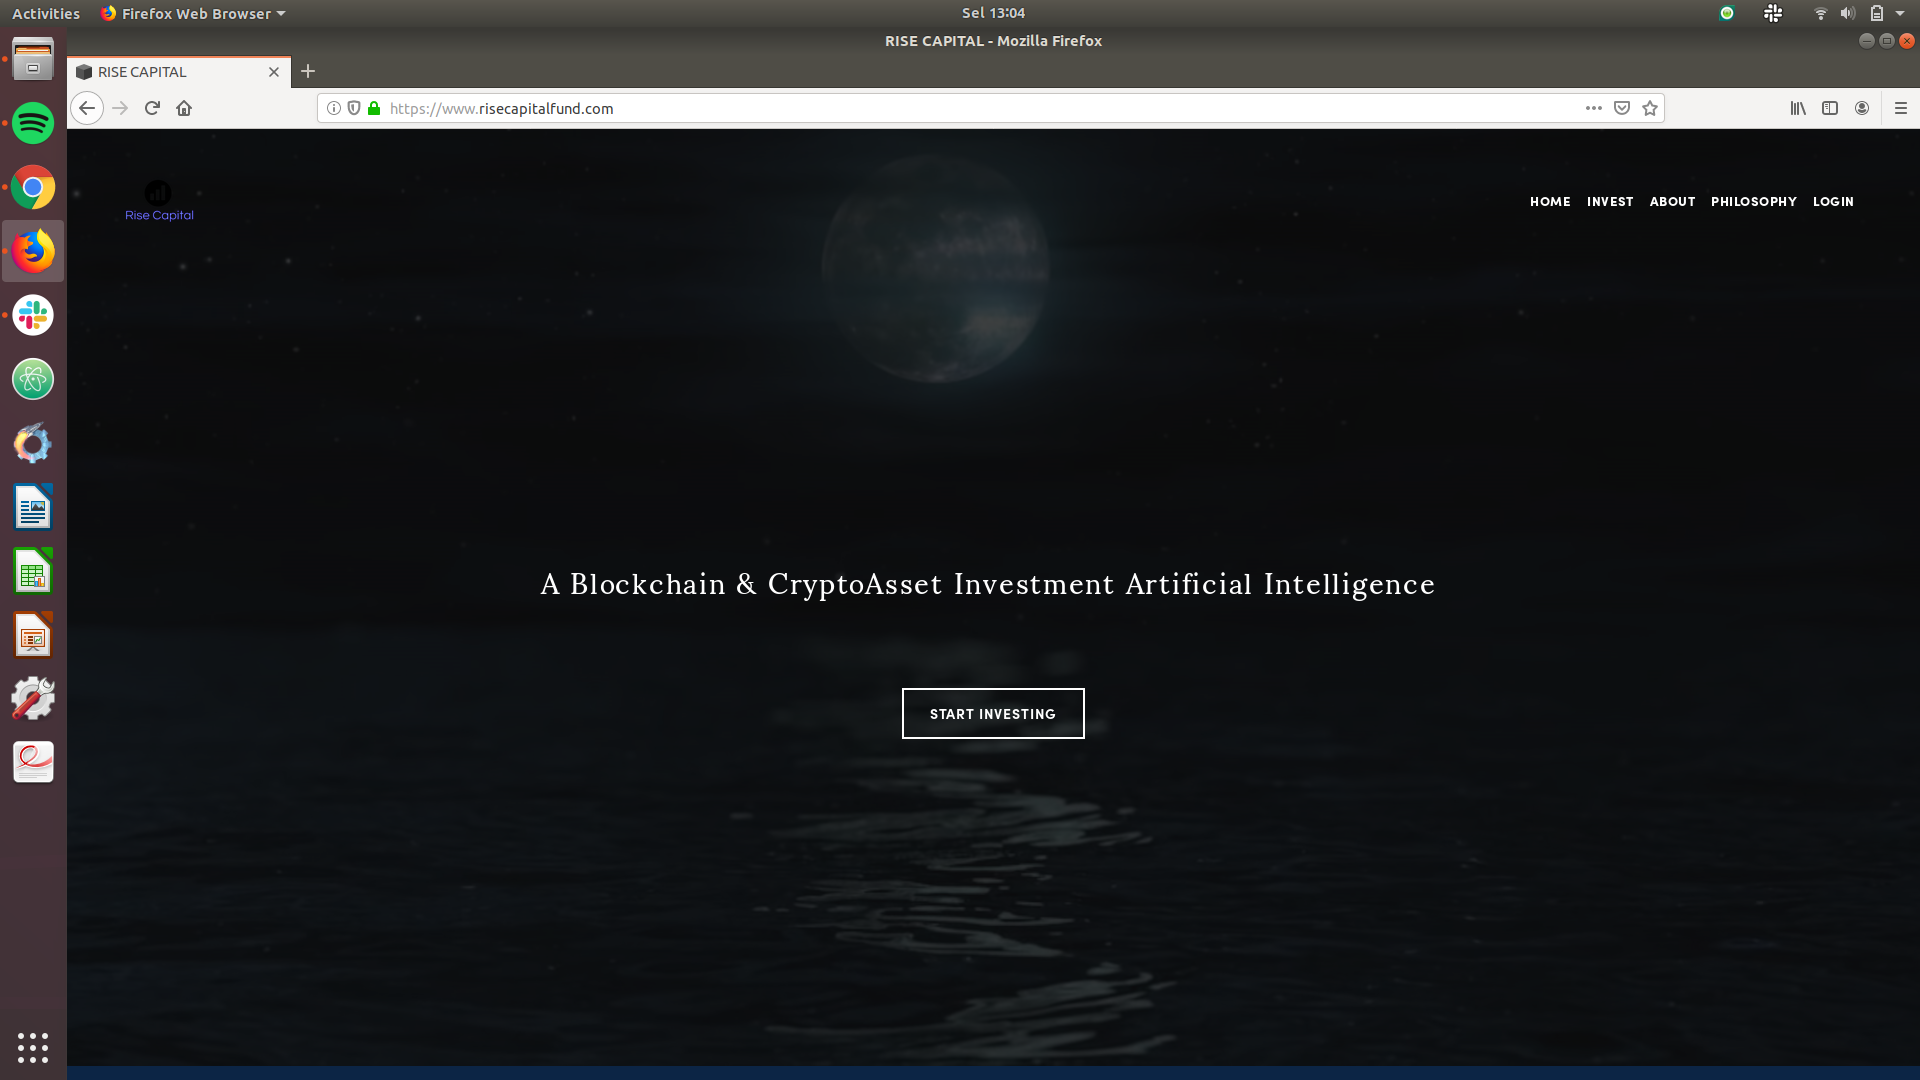 Activities
Firefox Web Browser
Sel 13:04
RISE CAPITAL - Mozilla Firefox
RISE CAPITAL
https://www.risecapitalfund.com
Rise Capital
HOME INVEST ABOUT PHILOSOPHY LOGIN
A Blockchain & CryptoAsset Investment Artificial Intelligence
START INVESTING